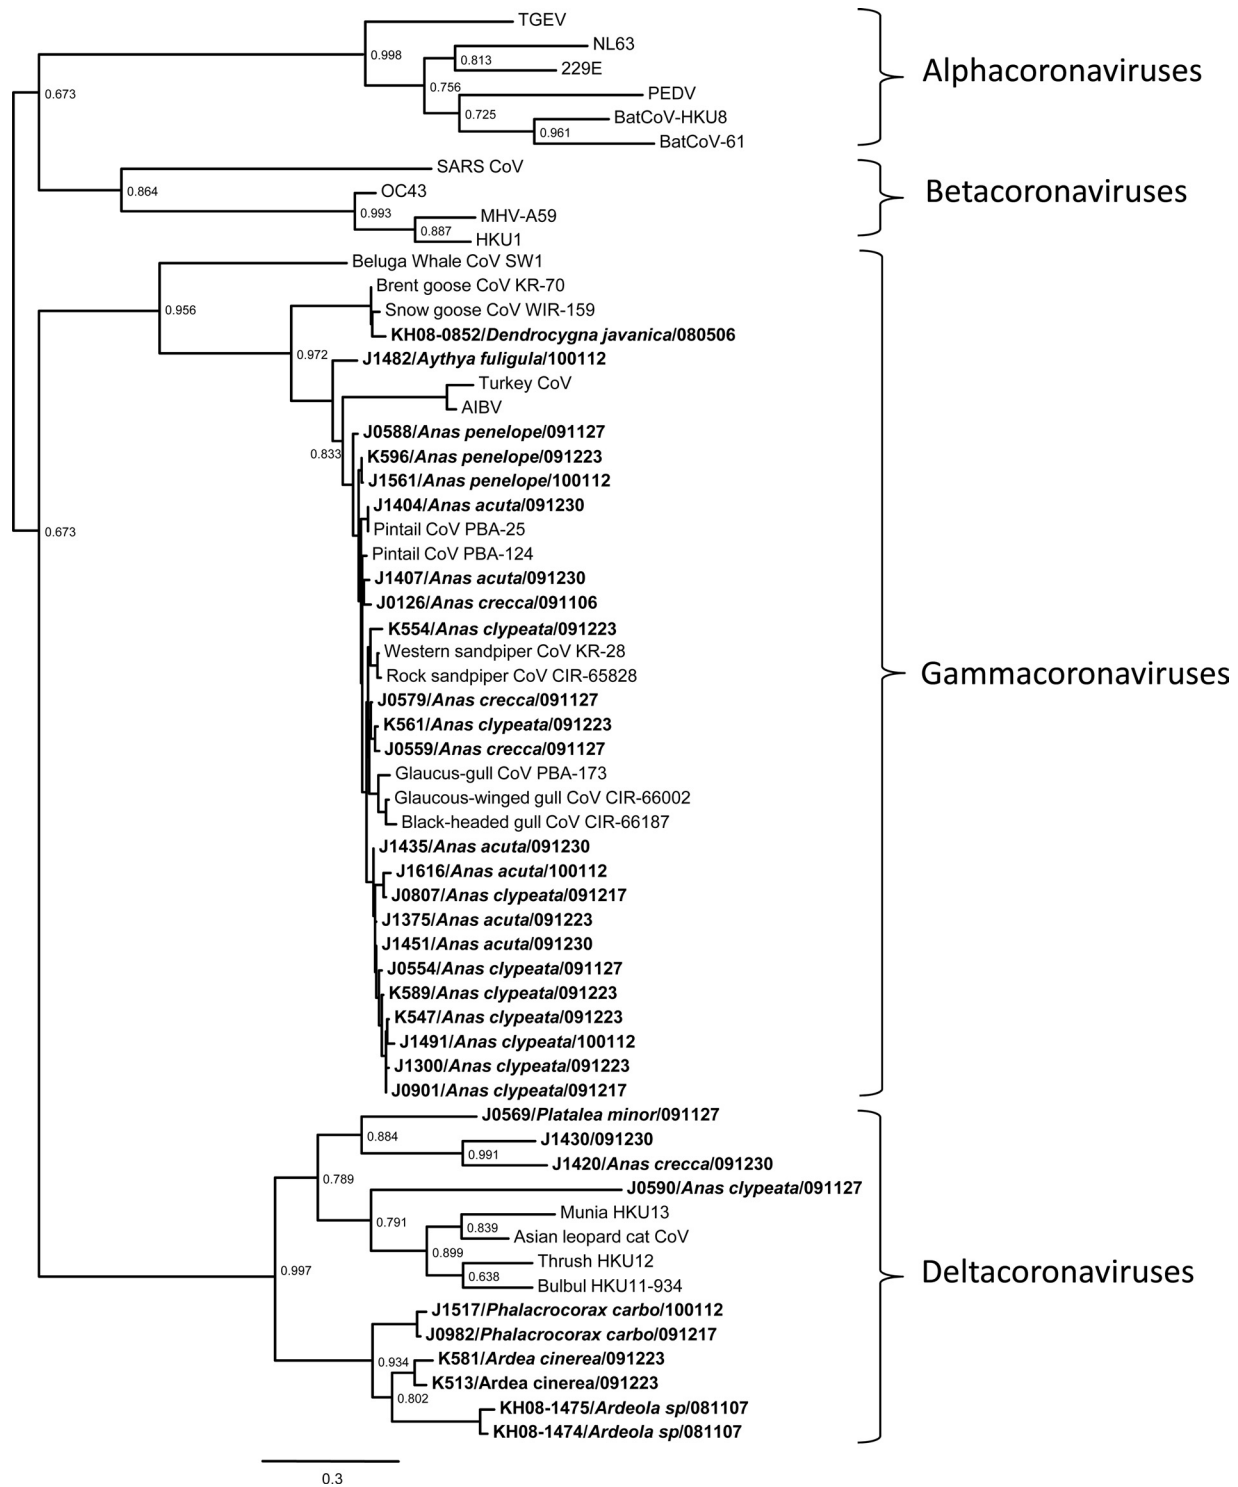 TGEV
NL63
0.998
0.813
229E
Alphacoronaviruses
0.756
PEDV
0.673
0.725
BatCoV-HKU8
0.961
BatCoV-61
SARS CoV
0.864
OC43
Betacoronaviruses
0.993
MHV-A59
0.887
HKU1
Beluga Whale CoV SW1
Brent goose CoV KR-70
0.956
Snow goose CoV WIR-159
KH08-0852/Dendrocygna javanica/080506
0.972
J1482/Aythya fuligula/100112
Turkey CoV
AIBV
J0588/Anas penelope/091127
0.833
K596/Anas penelope/091223
J1561/Anas penelope/100112
J1404/Anas acuta/091230
0.673
Pintail CoV PBA-25
Pintail CoV PBA-124
J1407/Anas acuta/091230
J0126/Anas crecca/091106
K554/Anas clypeata/091223
Western sandpiper CoV KR-28
Rock sandpiper CoV CIR-65828
Gammacoronaviruses
J0579/Anas crecca/091127
K561/Anas clypeata/091223
J0559/Anas crecca/091127
Glaucus-gull CoV PBA-173
Glaucous-winged gull CoV CIR-66002
Black-headed gull CoV CIR-66187
J1435/Anas acuta/091230
J1616/Anas acuta/100112
J0807/Anas clypeata/091217
J1375/Anas acuta/091223
J1451/Anas acuta/091230
J0554/Anas clypeata/091127
K589/Anas clypeata/091223
K547/Anas clypeata/091223
J1491/Anas clypeata/100112
J1300/Anas clypeata/091223
J0901/Anas clypeata/091217
J0569/Platalea minor/091127
0.884
J1430/091230
0.991
J1420/Anas crecca/091230
0.789
J0590/Anas clypeata/091127
Munia HKU13
0.791
0.839
Asian leopard cat CoV
0.899
Thrush HKU12
0.997
0.638
Deltacoronaviruses
Bulbul HKU11-934
J1517/Phalacrocorax carbo/100112
J0982/Phalacrocorax carbo/091217
0.934
K581/Ardea cinerea/091223
K513/Ardea cinerea/091223
0.802
KH08-1475/Ardeola sp/081107
KH08-1474/Ardeola sp/081107
0.3